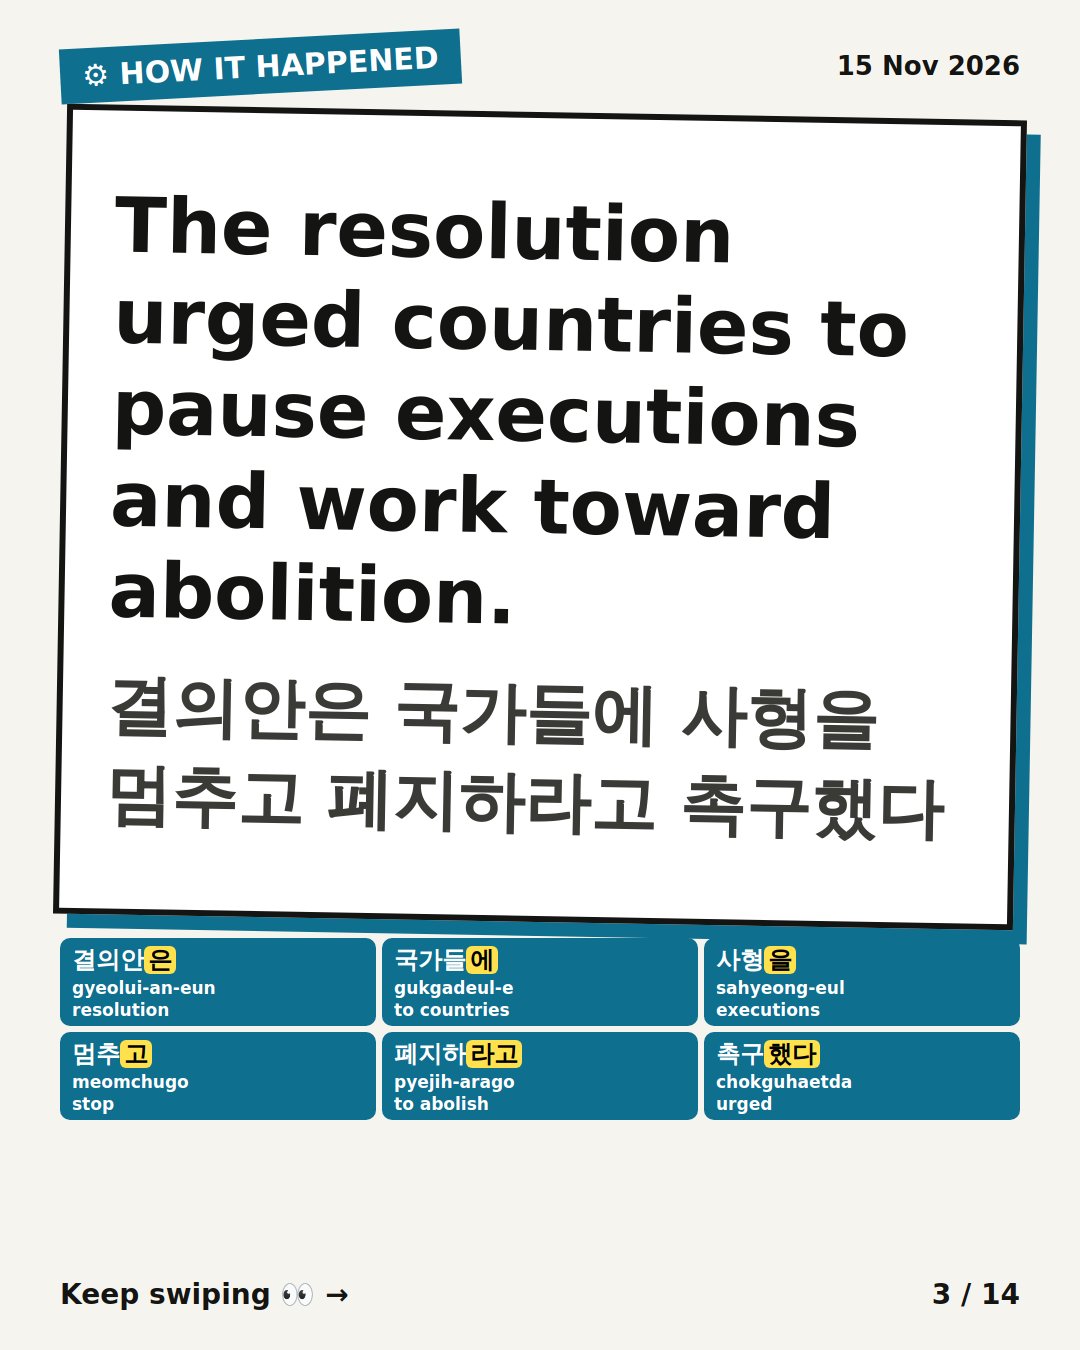 ⚙ HOW IT HAPPENED
15 Nov 2026
The resolution
urged countries to
pause executions
and work toward
abolition.
결의안은 국가들에 사형을
멈추고 폐지하라고 촉구했다
결의안은
gyeolui-an-eun
resolution
국가들에
gukgadeul-e
to countries
사형을
sahyeong-eul
executions
멈추고
meomchugo
stop
폐지하라고
pyejih-arago
to abolish
촉구했다
chokguhaetda
urged
Keep swiping 👀 →
3 / 14